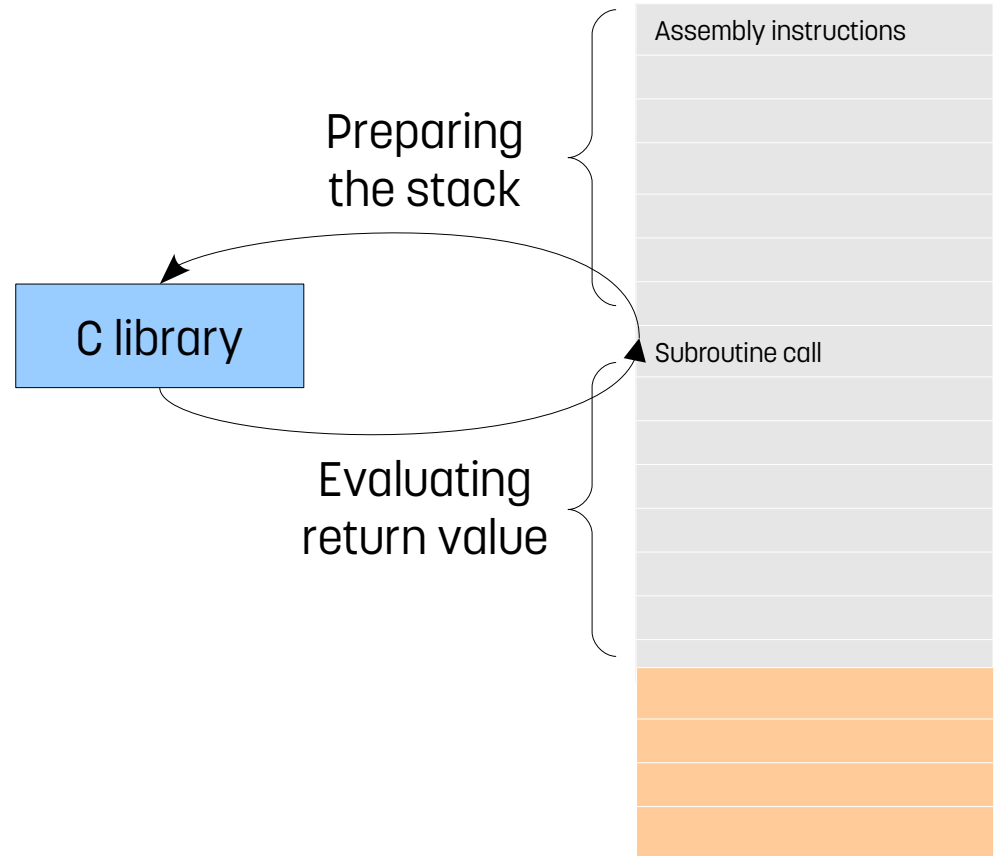 Assembly instructions
Preparing
the stack
C library
Subroutine call
Evaluating
return value